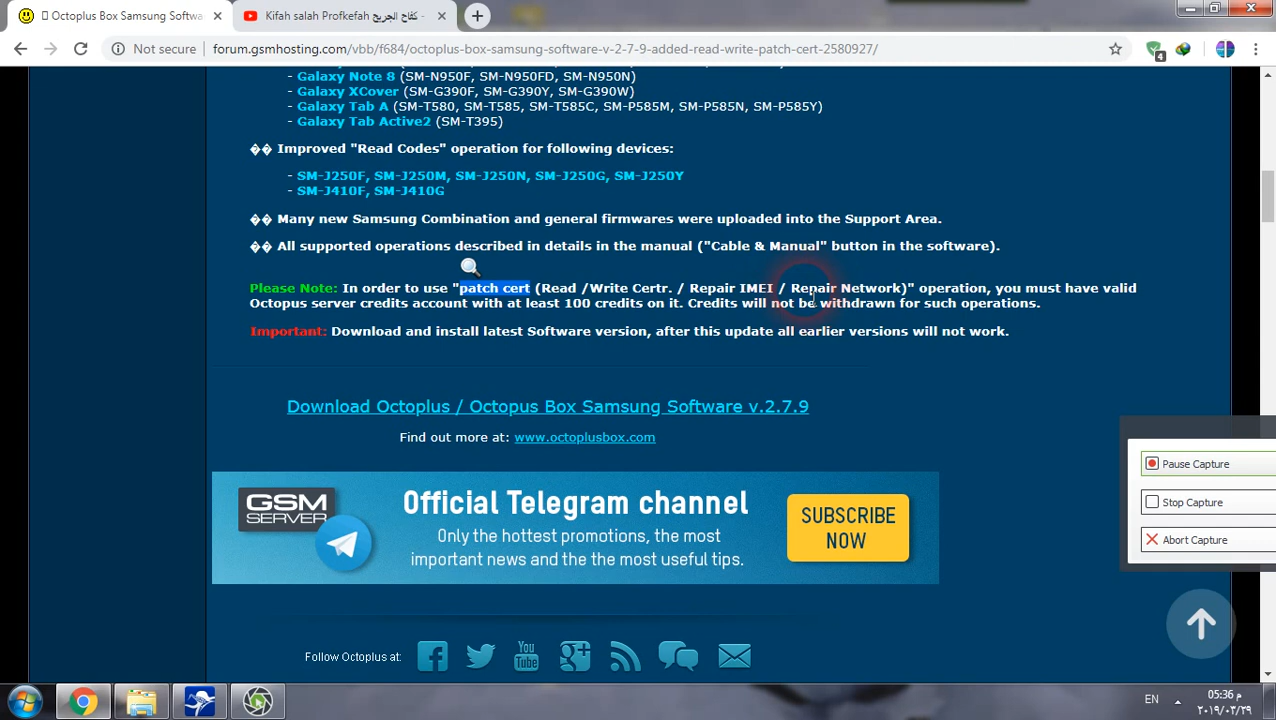 Octoplus Box Samsung Softwa
Kifah salah Profkefah كفاح الجريح -
Not secure
forum.gsmhosting.com/vbb/f684/octoplus-box-samsung-software-v-2-7-9-added-read-write-patch-cert-2580927/
4
- Galaxy Note 8 (SM-N950F, SM-N950FD, SM-N950N)
- Galaxy XCover (SM-G390F, SM-G390Y, SM-G390W)
- Galaxy Tab A (SM-T580, SM-T585, SM-T585C, SM-P585M, SM-P585N, SM-P585Y)
- Galaxy Tab Active2 (SM-T395)
�� Improved "Read Codes" operation for following devices:
- SM-J250F, SM-J250M, SM-J250N, SM-J250G, SM-J250Y
- SM-J410F, SM-J410G
�� Many new Samsung Combination and general firmwares were uploaded into the Support Area.
�� All supported operations described in details in the manual ("Cable & Manual" button in the software).
Please Note: In order to use "patch cert (Read /Write Certr. / Repair IMEI / Repair Network)" operation, you must have valid
Octopus server credits account with at least 100 credits on it. Credits will not be withdrawn for such operations.
Important: Download and install latest Software version, after this update all earlier versions will not work.
Download Octoplus / Octopus Box Samsung Software v.2.7.9
Find out more at: www.octoplusbox.com
GSM
SERVER
Official Telegram channel
Only the hottest promotions, the most
important news and the the most useful tips.
SUBSCRIBE
NOW
Pause Capture
Stop Capture
Abort Capture
Follow Octoplus at:
You
Tube
EN
05:36 م
٢٠١٩/٠٣/٢٩